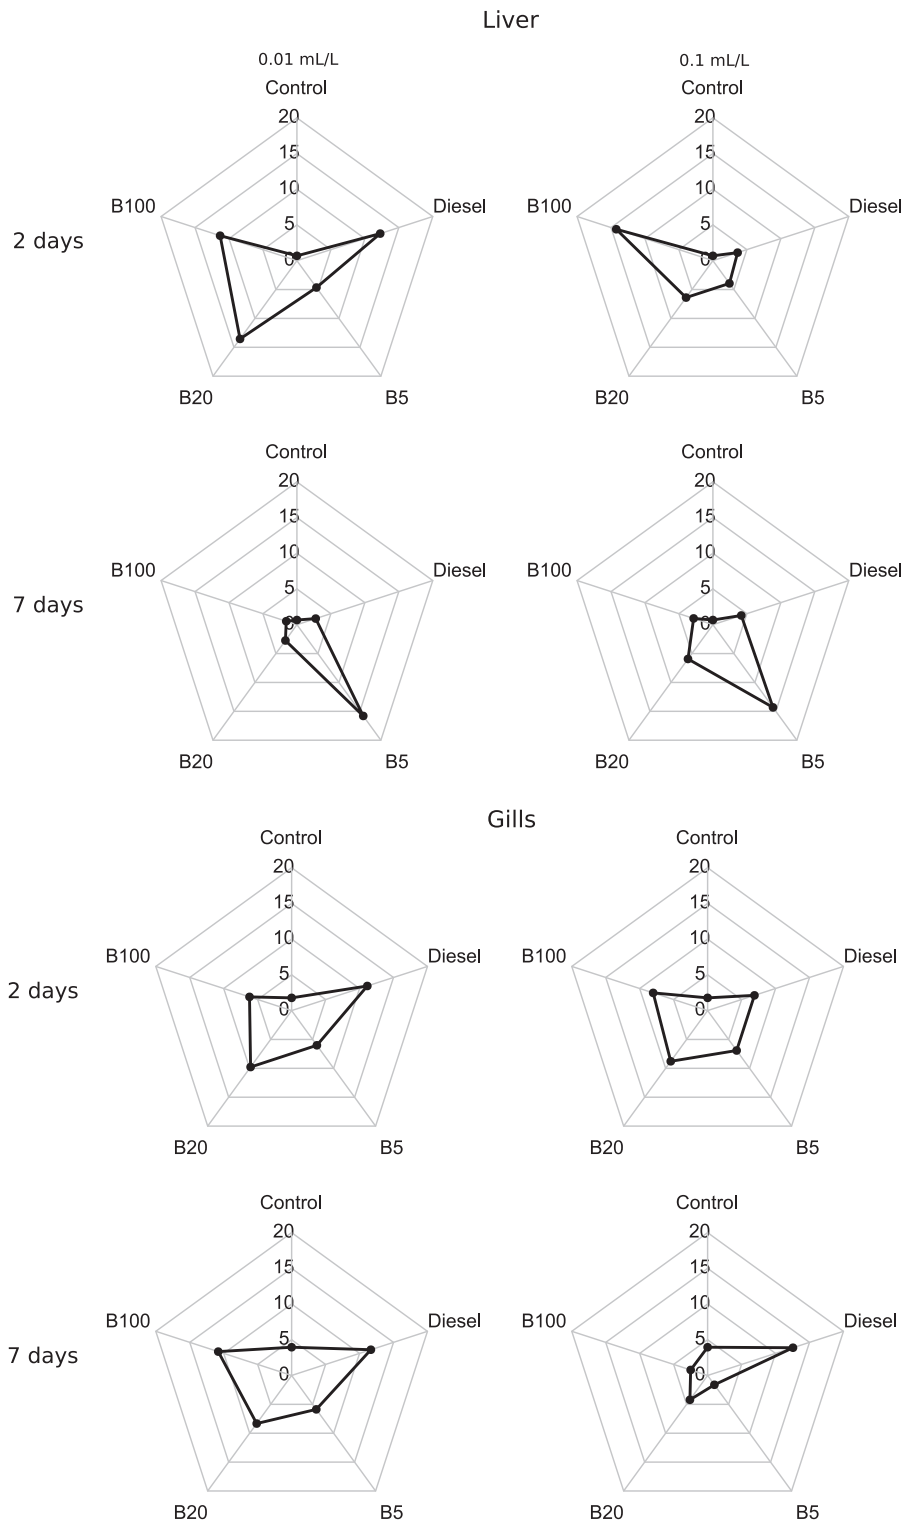 Liver
0.01 mL/L 0.1 mL/L
Control Control
20 20
15 15
10 10
B100 Diesel B100 Diesel
5 5
2 days
0 0
B20 B5 B20 B5
Control Control
20 20
15 15
10 10
B100 Diesel B100 Diesel
5 5
7 days
0 0
B20 B5 B20 B5
Gills
Control Control
20 20
15 15
10 10
B100 Diesel B100 Diesel
5 5
2 days
0 0
B20 B5 B20 B5
Control Control
20 20
15 15
10 10
B100 Diesel B100 Diesel
5 5
7 days
0 0
B20 B5 B20 B5